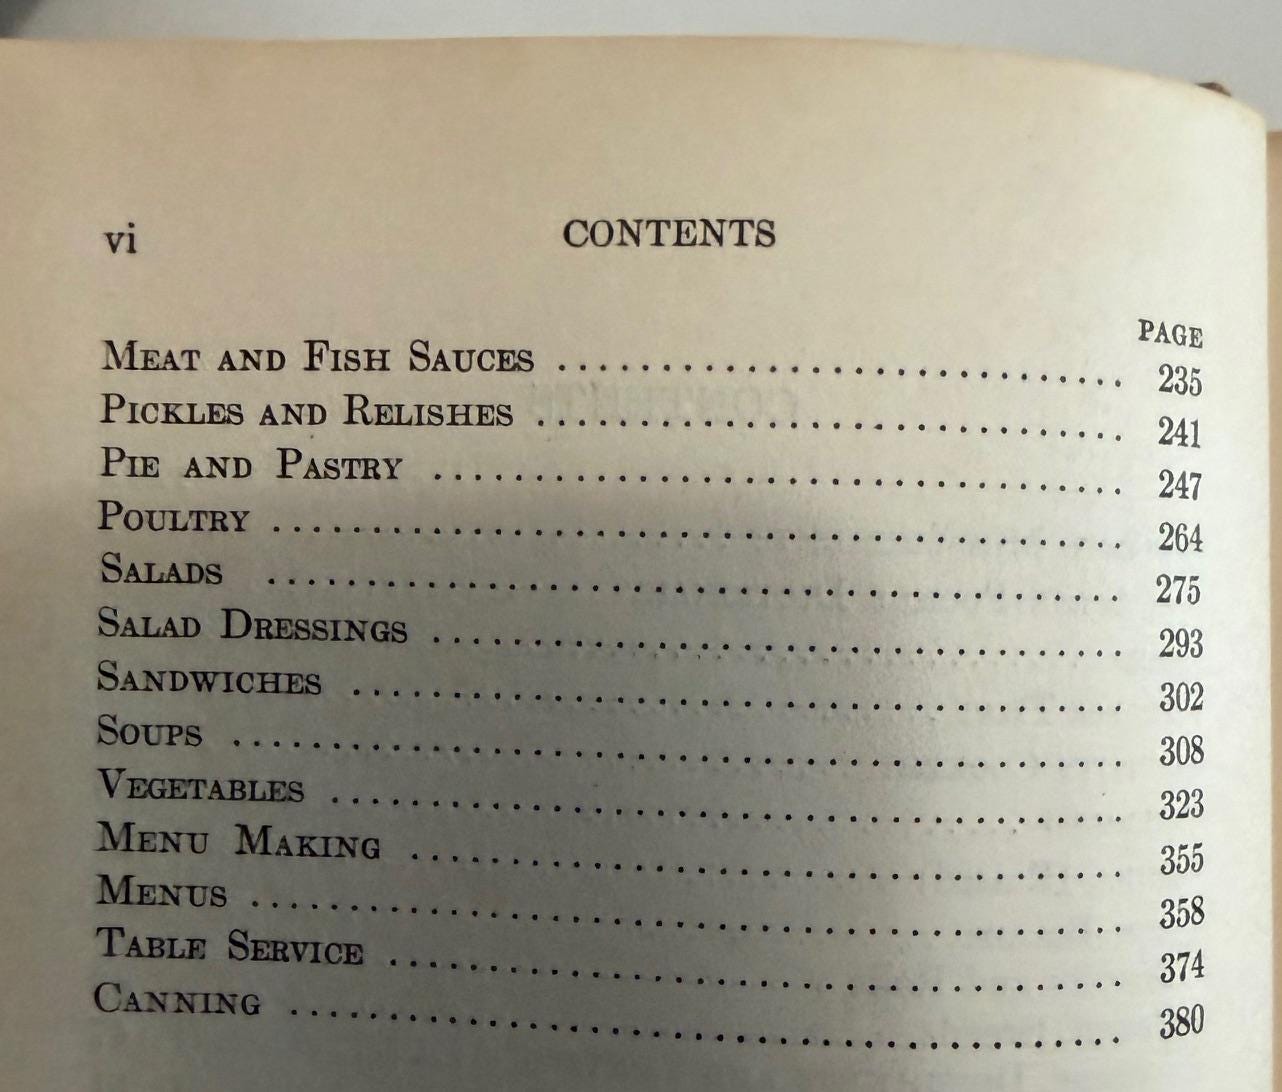 vi CONTENTS
PAGE
MEAT AND FISH SAUCES ............................ 235
PICKLES AND RELISHES ............................. 241
PIE AND PASTRY .................................. 247
POULTRY .......................................... 264
SALADS .......................................... 275
SALAD DRESSINGS .................................. 293
SANDWICHES ...................................... 302
SOUPS ............................................ 308
VEGETABLES ....................................... 323
MENU MAKING ................................... 355
MENUS ........................................... 358
TABLE SERVICE .................................... 374
CANNING ......................................... 380